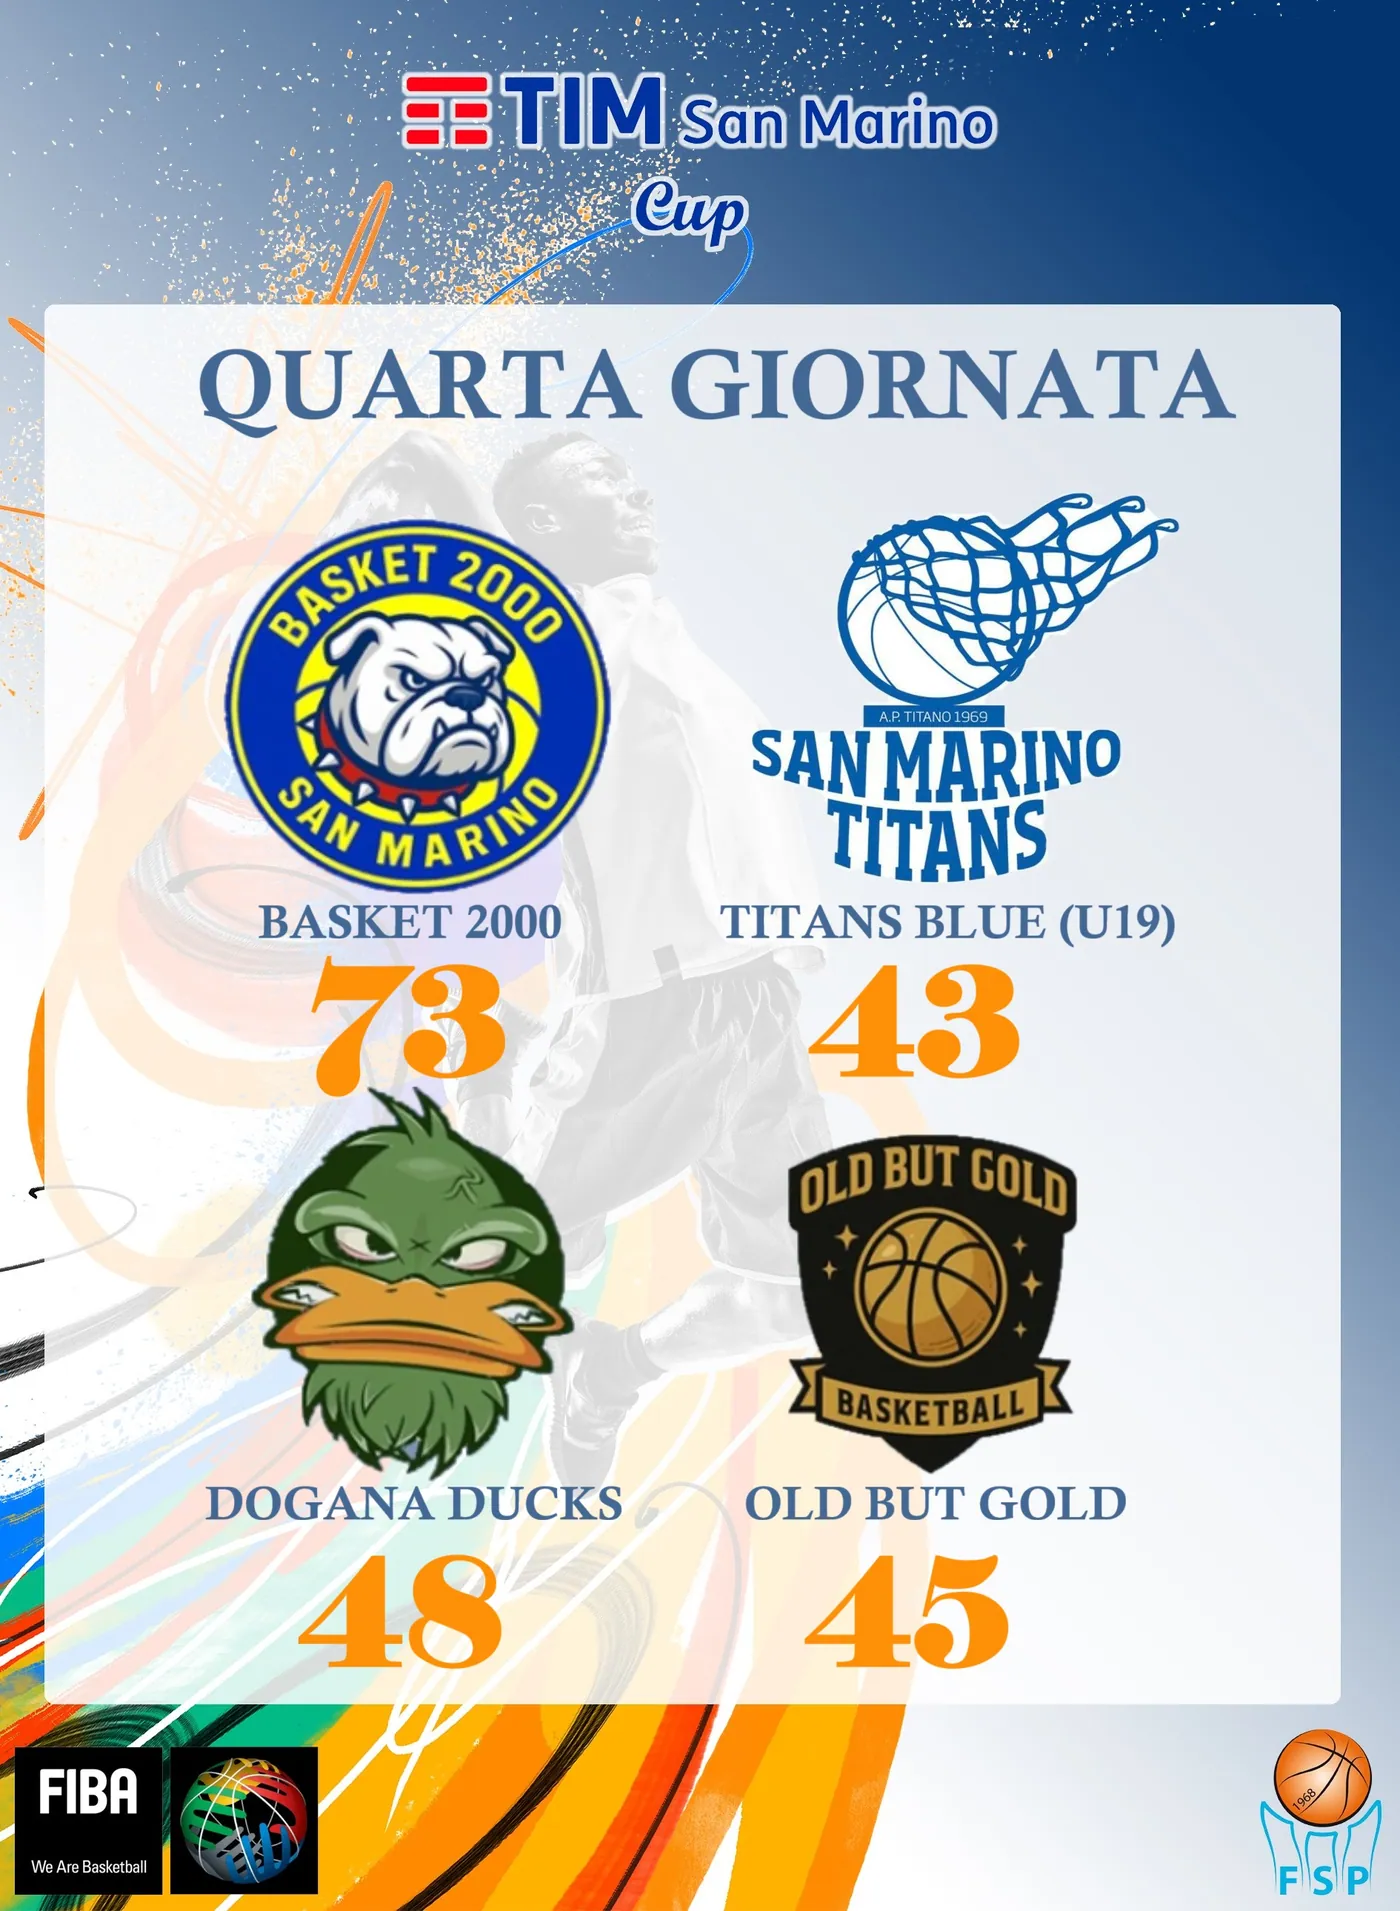 TIM San Marino
Cup
QUARTA GIORNATA
BASKET 2000
SAN MARINO
A.P. TITANO 1969
SAN MARINO
TITANS
BASKET 2000
TITANS BLUE (U19)
73
43
OLD BUT GOLD
BASKETBALL
DOGANA DUCKS
OLD BUT GOLD
48
45
FIBA
We Are Basketball
1968
FSP